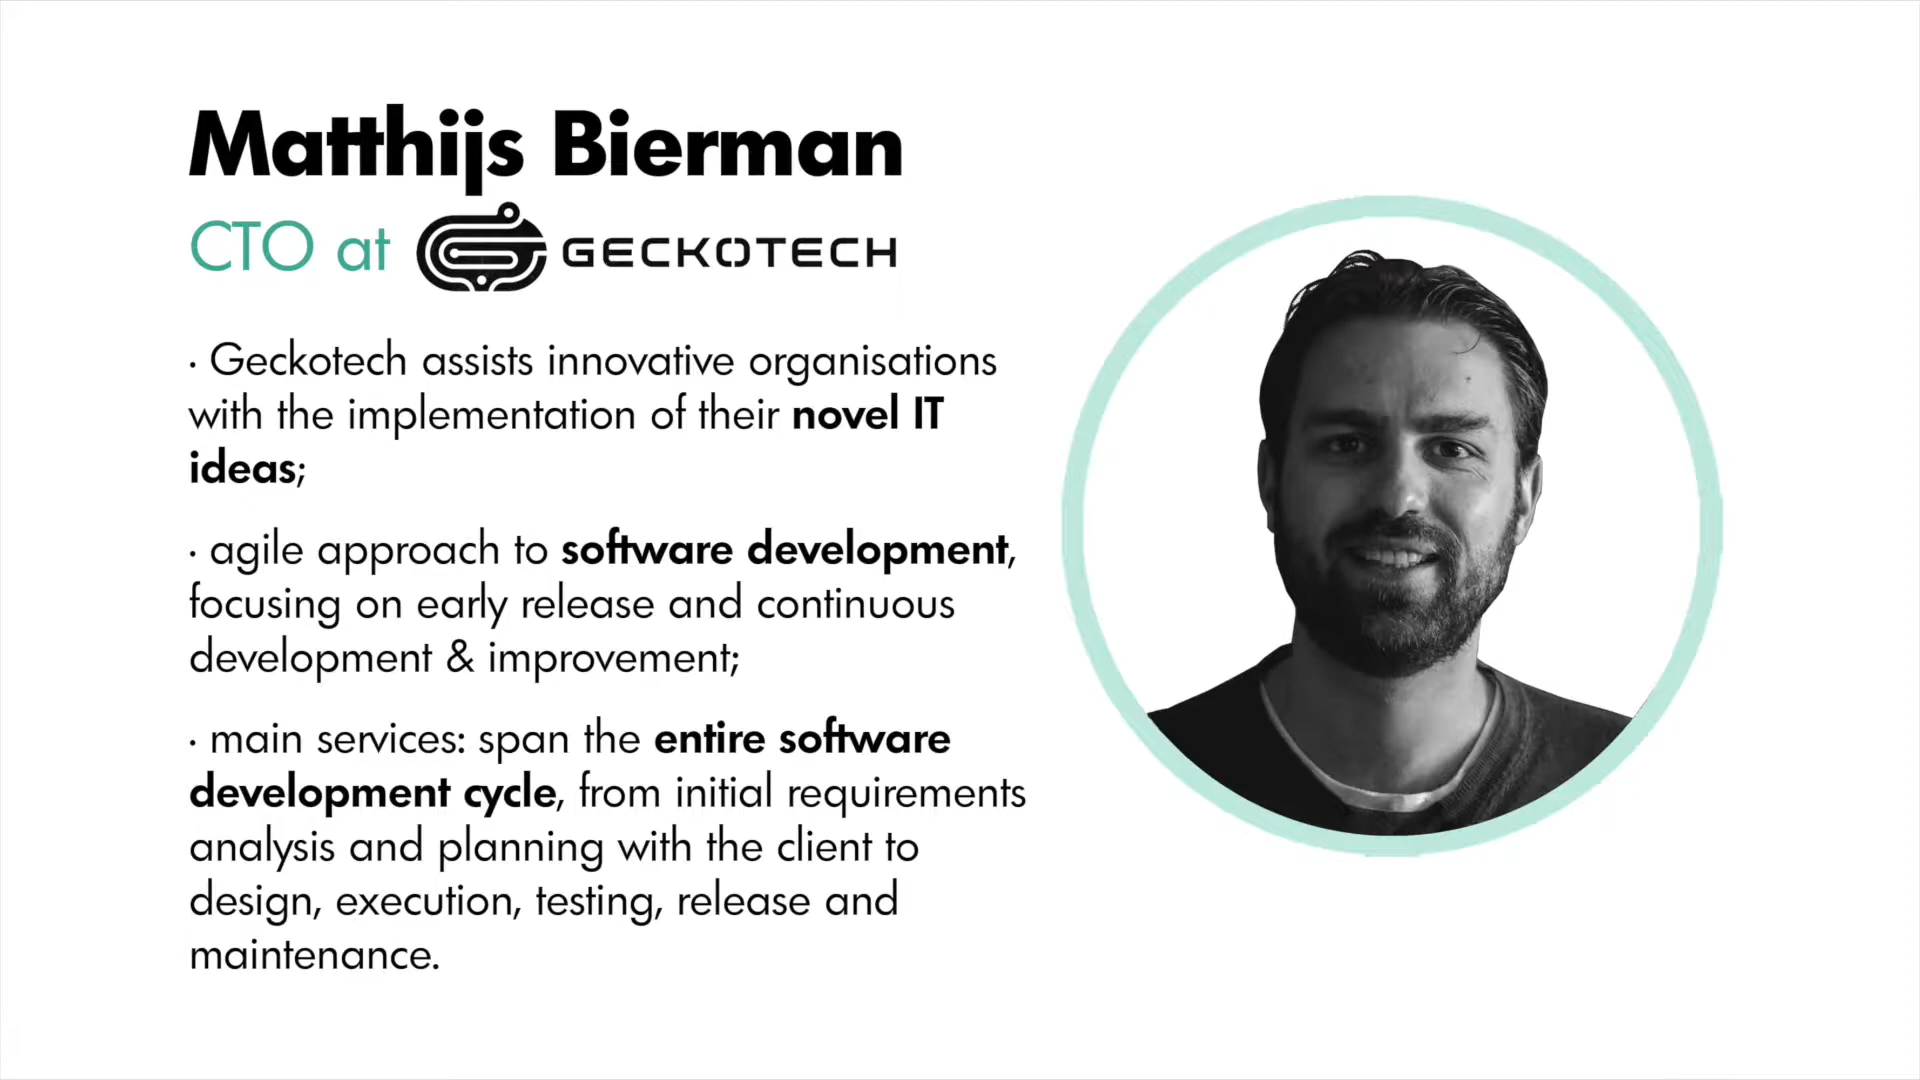 Matthijs Bierman
CTO at GECKOTECH
· Geckotech assists innovative organisations
with the implementation of their novel IT
ideas;
· agile approach to software development,
focusing on early release and continuous
development & improvement;
· main services: span the entire software
development cycle, from initial requirements
analysis and planning with the client to
design, execution, testing, release and
maintenance.